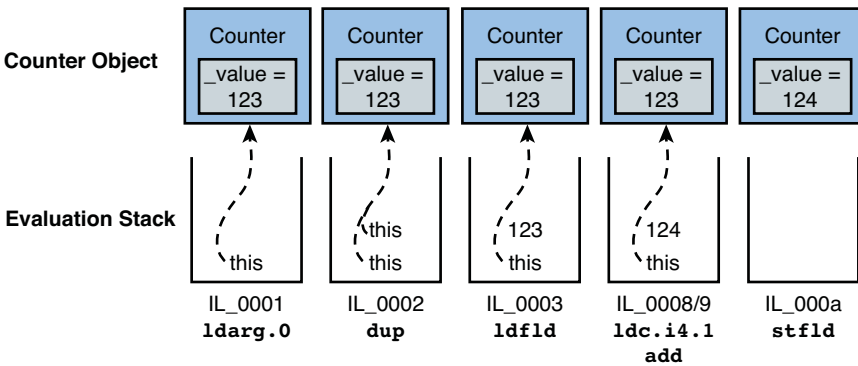 Counter Object
Counter
_value =
123
Counter
_value =
123
Counter
_value =
123
Counter
_value =
123
Counter
_value =
124
Evaluation Stack
this
this
this
123
this
124
this
IL_0001
ldarg.0
IL_0002
dup
IL_0003
ldfld
IL_0008/9
ldc.i4.1
add
IL_000a
stfld